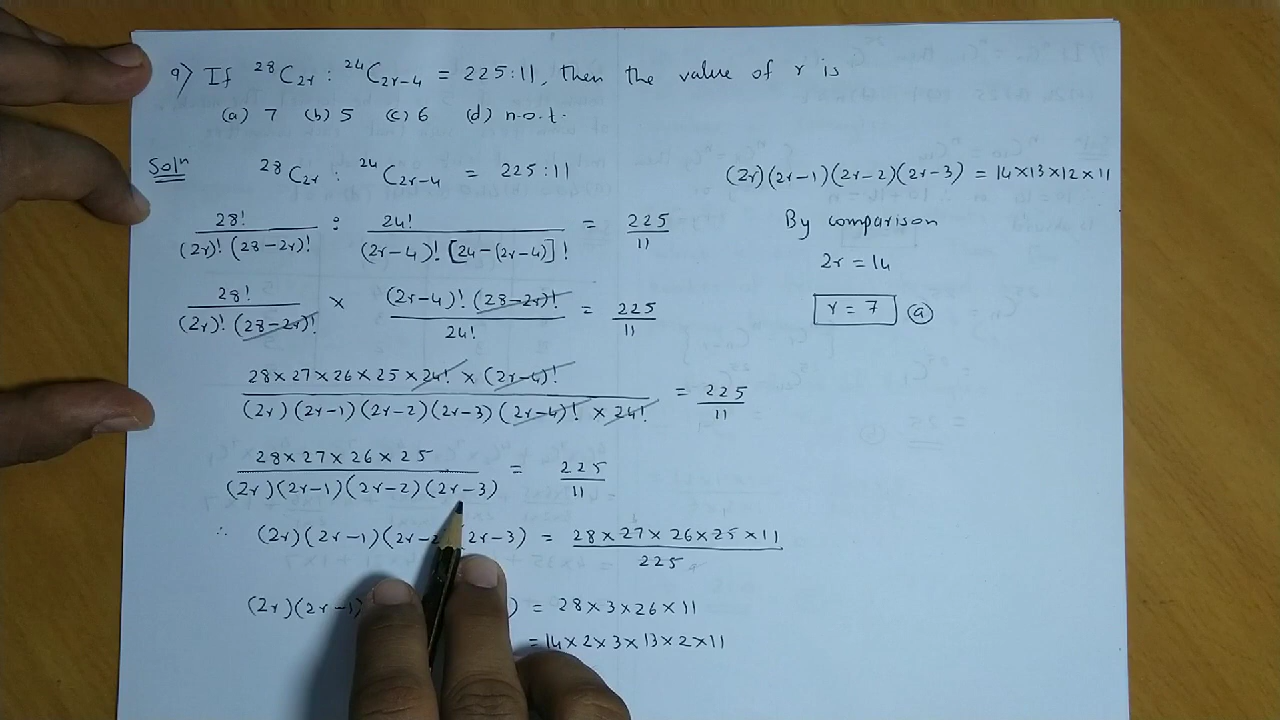 9) If ²⁸C₂ᵣ : ²⁴C₂ᵣ₋₄ = 225:11, then the value of r is
(a) 7 (b) 5 (c) 6 (d) n.o.t.
Solⁿ ²⁸C₂ᵣ : ²⁴C₂ᵣ₋₄ = 225:11
28!/((2r)!(28-2r)!) : 24!/((2r-4)![24-(2r-4)]!) = 225/11
28!/((2r)!(28-2r)!) × ((2r-4)!(28-2r)!)/24! = 225/11
(28×27×26×25×24!×(2r-4)!)/((2r)(2r-1)(2r-2)(2r-3)(2r-4)!×24!) = 225/11
(28×27×26×25)/((2r)(2r-1)(2r-2)(2r-3)) = 225/11
∴ (2r)(2r-1)(2r- 2r-3) = (28×27×26×25×11)/225
(2r)(2r-1) ) = 28×3×26×11
= 14×2×3×13×2×11
(2r)(2r-1)(2r-2)(2r-3) = 14×13×12×11
By comparison
2r = 14
r = 7 (a)